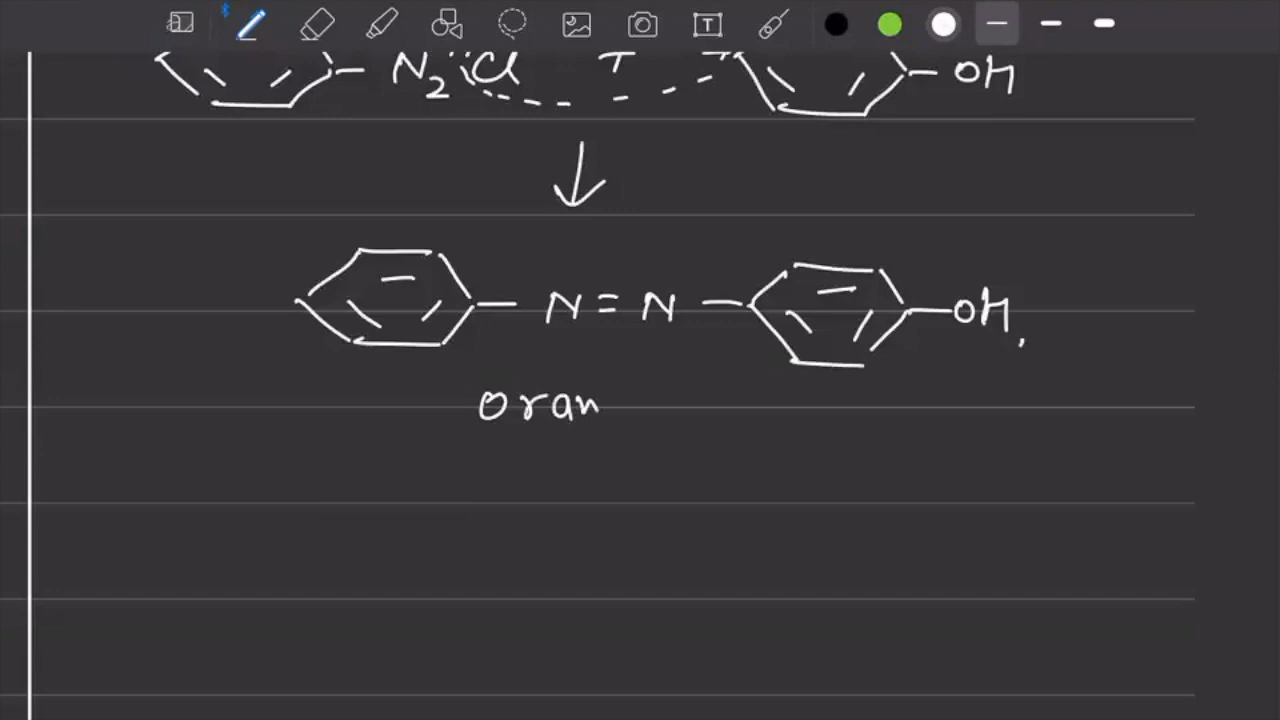 N₂Cl + OH
N = N OH,
oran